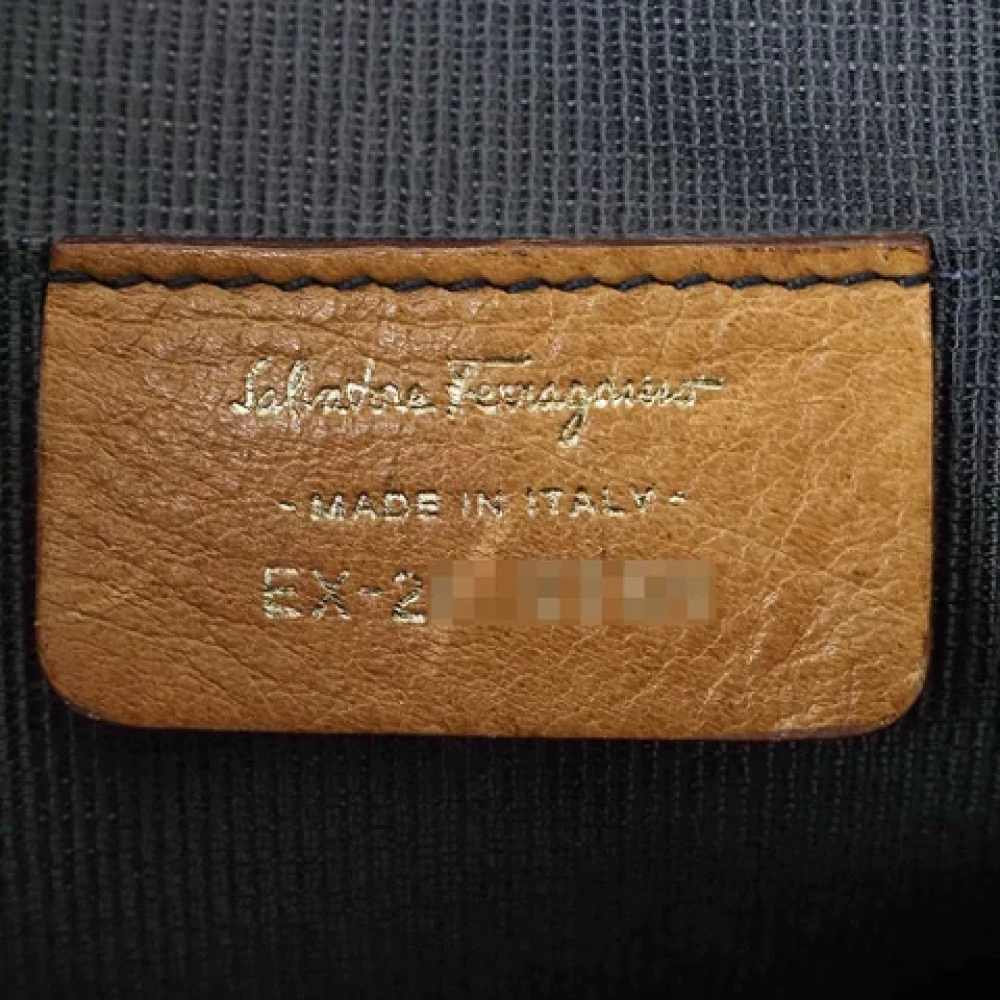 Salvatore Ferragamo
- MADE IN ITALY -
EX-2